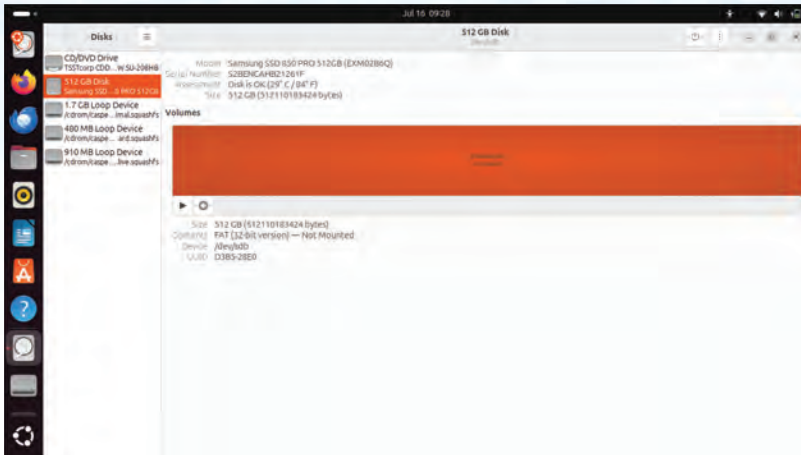 Jul 16 09:28
Disks
512 GB Disk
CD/DVD Drive
TSSTcorp CDD... W SU-208HB
512 GB Disk
Samsung SSD ...0 PRO 512GB
1.7 GB Loop Device
/cdrom/caspe ... imal.squashfs
480 MB Loop Device
/cdrom/caspe ... ard.squashfs
910 MB Loop Device
/cdrom/caspe ... live.squashfs
Model Samsung SSD 850 PRO 512GB (EXM02B6Q)
Serial Number S2BENCAHB21261F
Assessment Disk is OK (29° C / 84° F)
Size 512 GB (512110183424 bytes)
Volumes
Size 512 GB (512110183424 bytes)
Contents FAT (32-bit version) — Not Mounted
Device /dev/sdb
UUID D3B5-28E0